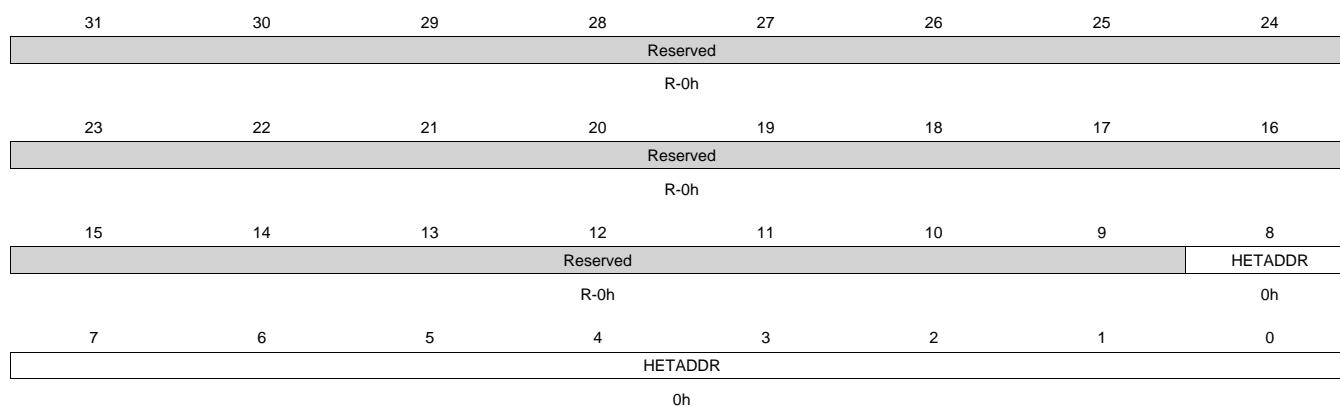 31 30 29 28 27 26 25 24
Reserved
R-0h
23 22 21 20 19 18 17 16
Reserved
R-0h
15 14 13 12 11 10 9 8
Reserved HETADDR
R-0h 0h
7 6 5 4 3 2 1 0
HETADDR
0h